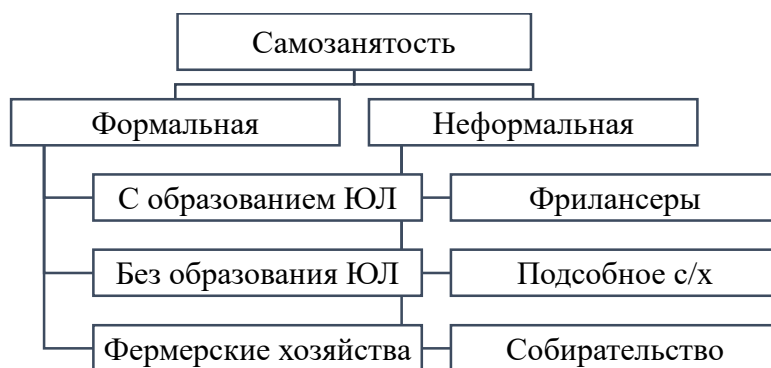 Самозанятость
Формальная
Неформальная
С образованием ЮЛ
Фрилансеры
Без образования ЮЛ
Подсобное с/х
Фермерские хозяйства
Собирательство